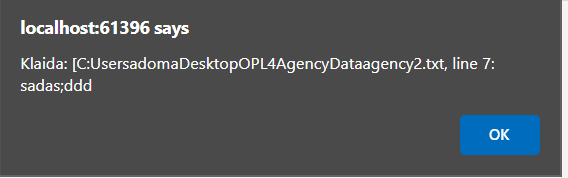 localhost:61396 says
Klaida: [C:UsersadomaDesktopOPL4AgencyDataagency2.txt, line 7:
sadas;ddd
OK